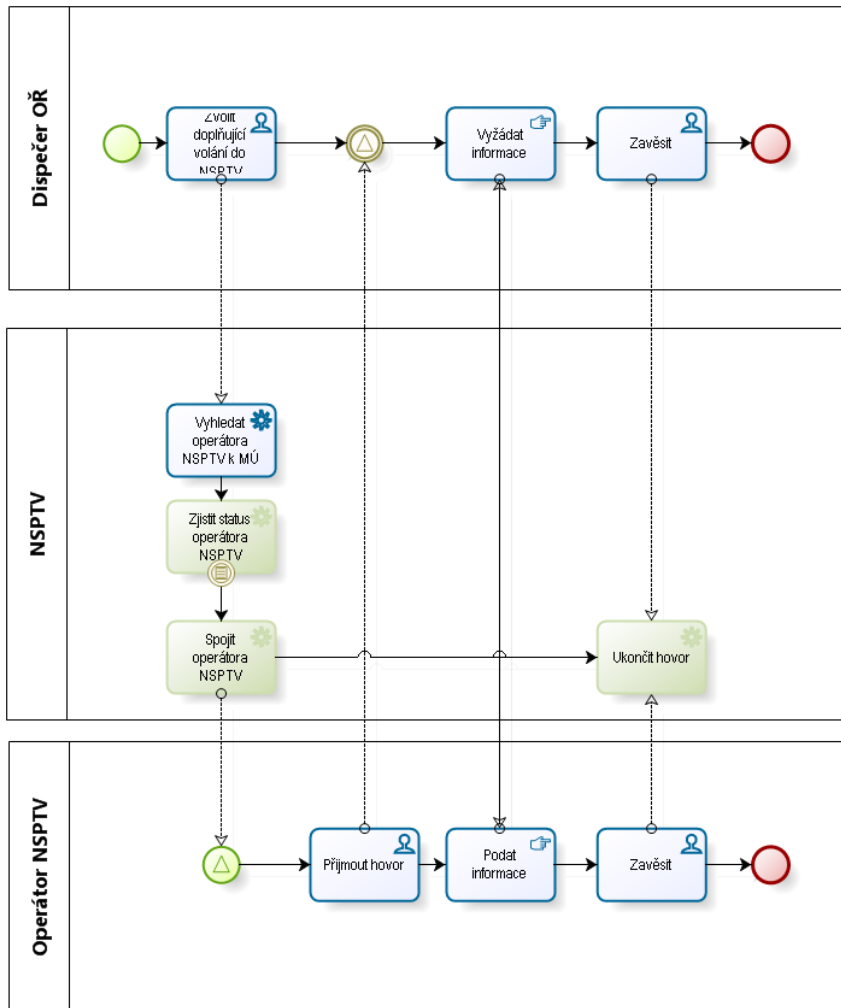 Dispečer OŘ
Zvolit
doplňující
volání do
NSPTV
Vyžádat
informace
Zavěsit
NSPTV
Vyhledat
operátora
NSPTV k MÚ
Zjistit status
operátora
NSPTV
Spojit
operátora
NSPTV
Ukončit hovor
Operátor NSPTV
Přijmout hovor
Podat
informace
Zavěsit